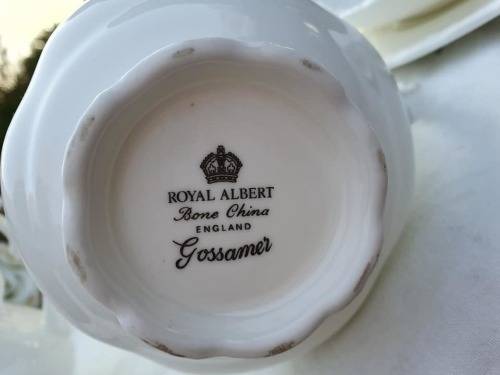 ROYAL ALBERT
Bone China
ENGLAND
Gossamer